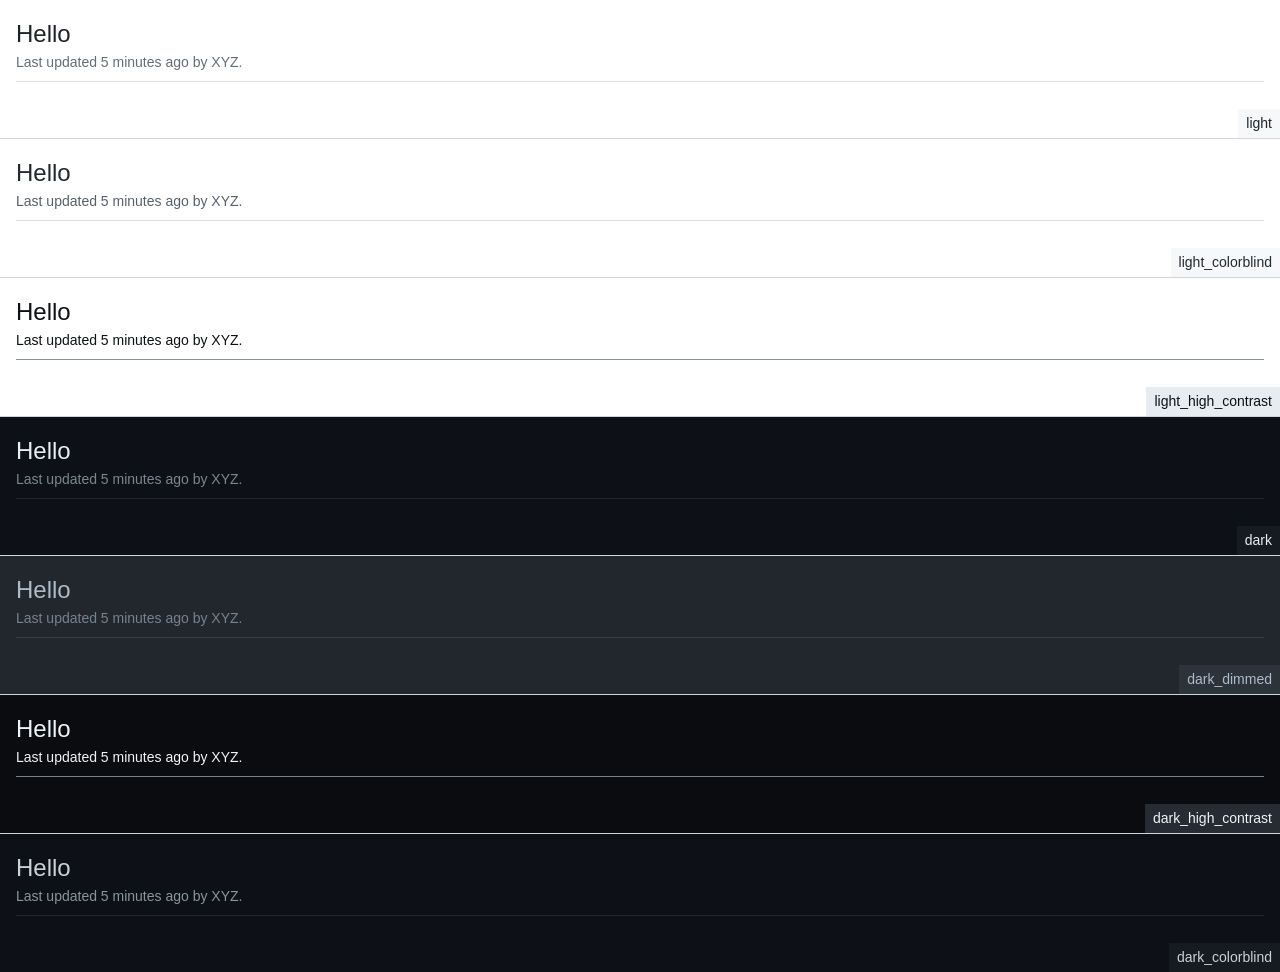 Hello
Last updated 5 minutes ago by XYZ.
light
Hello
Last updated 5 minutes ago by XYZ.
light_colorblind
Hello
Last updated 5 minutes ago by XYZ.
light_high_contrast
Hello
Last updated 5 minutes ago by XYZ.
dark
Hello
Last updated 5 minutes ago by XYZ.
dark_dimmed
Hello
Last updated 5 minutes ago by XYZ.
dark_high_contrast
Hello
Last updated 5 minutes ago by XYZ.
dark_colorblind